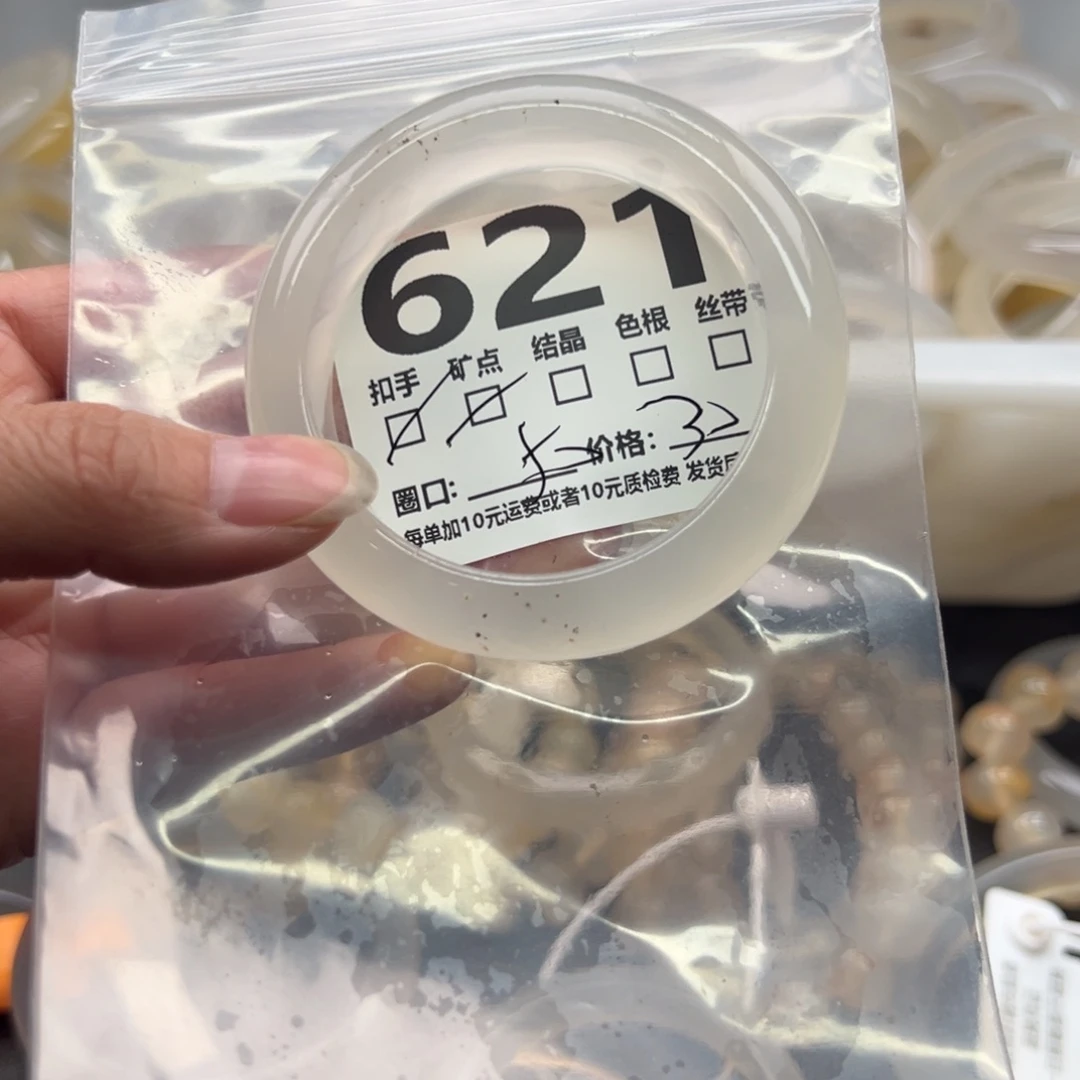 621
扣手 矿点 结晶 色根 丝带
圈口: 价格: 32
每单加10元运费或者10元质检费 发货